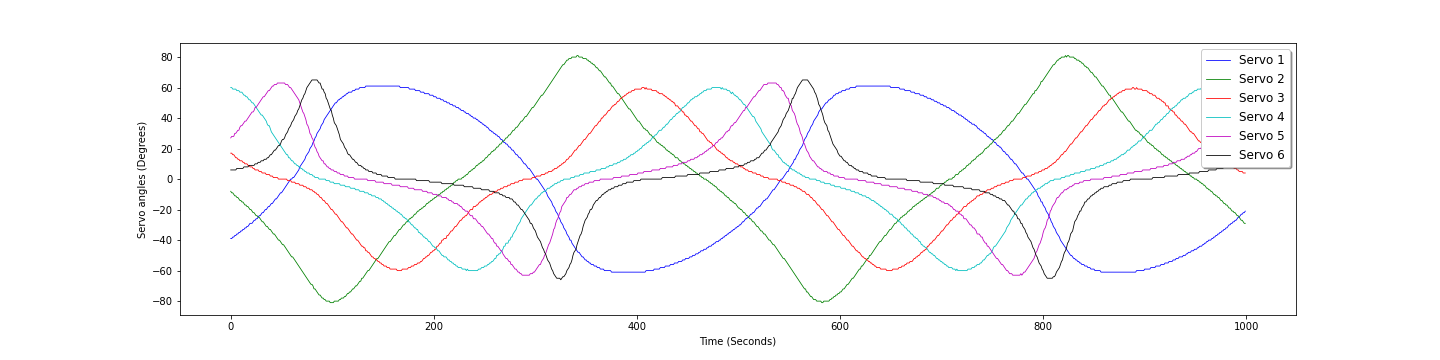 80
60
40
20
0
−20
−40
−60
−80
Servo angles (Degrees)
0
200
400
600
800
1000
Time (Seconds)
Servo 1
Servo 2
Servo 3
Servo 4
Servo 5
Servo 6